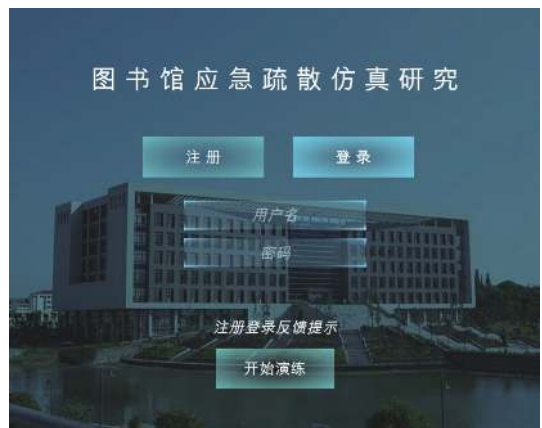 图书馆应急疏散仿真研究
注册 登录
用户名
密码
注册登录反馈提示
开始演练